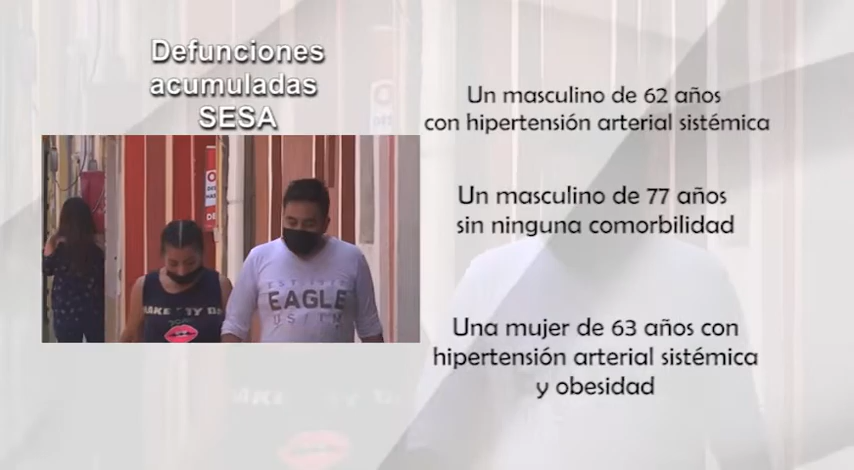 Defunciones
acumuladas
SESA
Un masculino de 62 años
con hipertensión arterial sistémica
Un masculino de 77 años
sin ninguna comorbilidad
Una mujer de 63 años con
hipertensión arterial sistémica
y obesidad
EAGLE